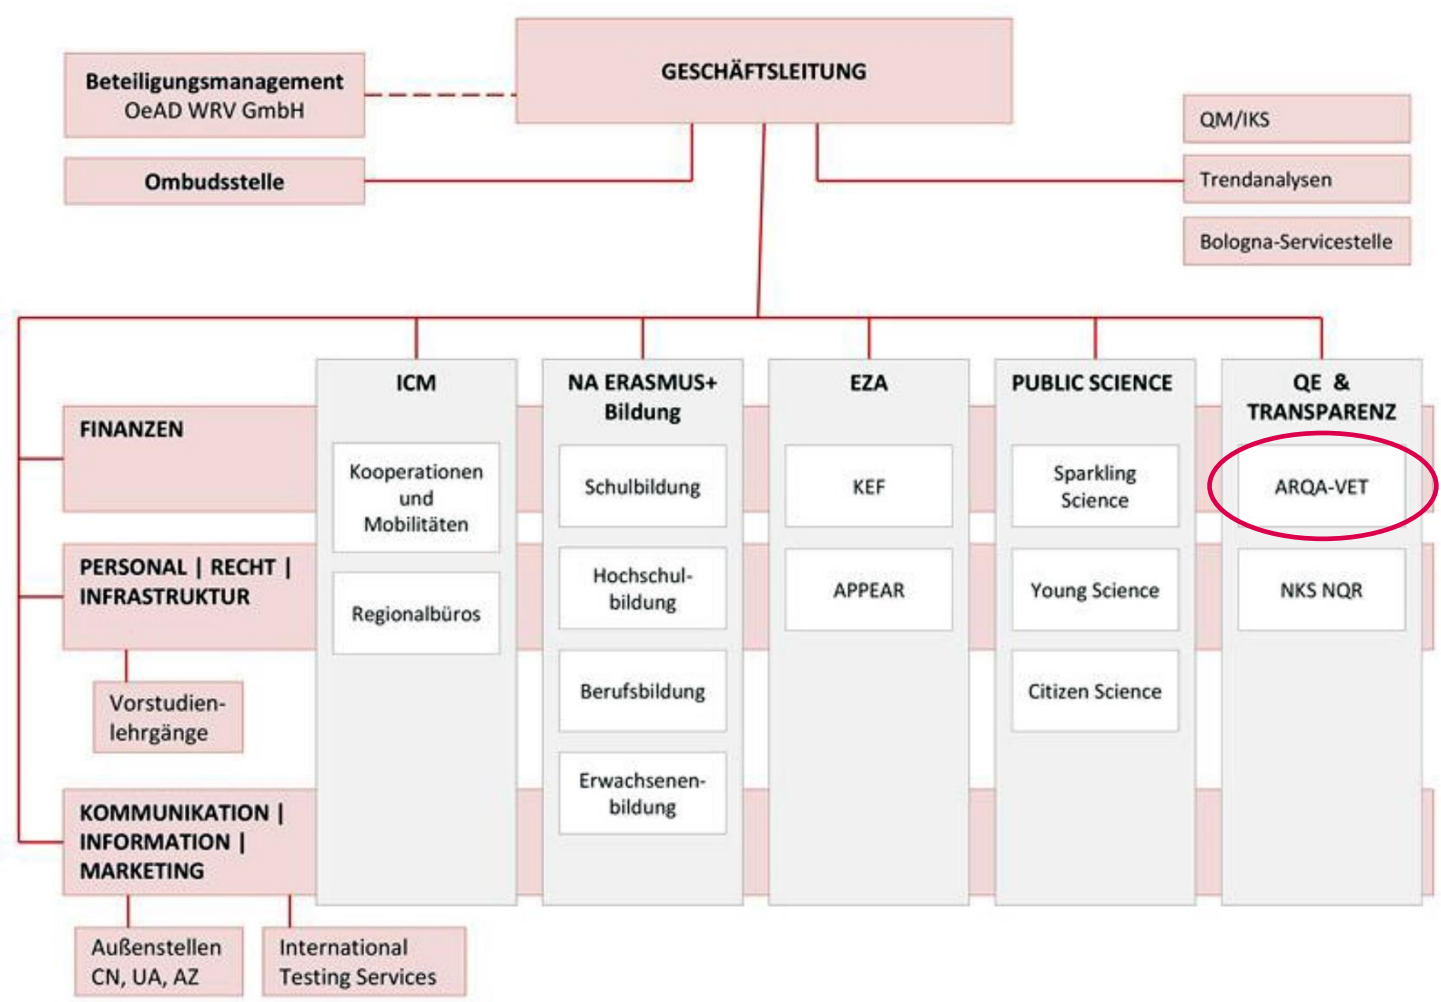 GESCHÄFTSLEITUNG
Beteiligungsmanagement
OeAD WRV GmbH
Ombudsstelle
QM/IKS
Trendanalysen
Bologna-Servicestelle
FINANZEN
PERSONAL | RECHT |
INFRASTRUKTUR
Vorstudien-
lehrgänge
KOMMUNIKATION |
INFORMATION |
MARKETING
Außenstellen
CN, UA, AZ
International
Testing Services
ICM
Kooperationen
und
Mobilitäten
Regionalbüros
NA ERASMUS+
Bildung
Schulbildung
Hochschul-
bildung
Berufsbildung
Erwachsenen-
bildung
EZA
KEF
APPEAR
PUBLIC SCIENCE
Sparkling
Science
Young Science
Citizen Science
QE &
TRANSPARENZ
ARQA-VET
NKS NQR